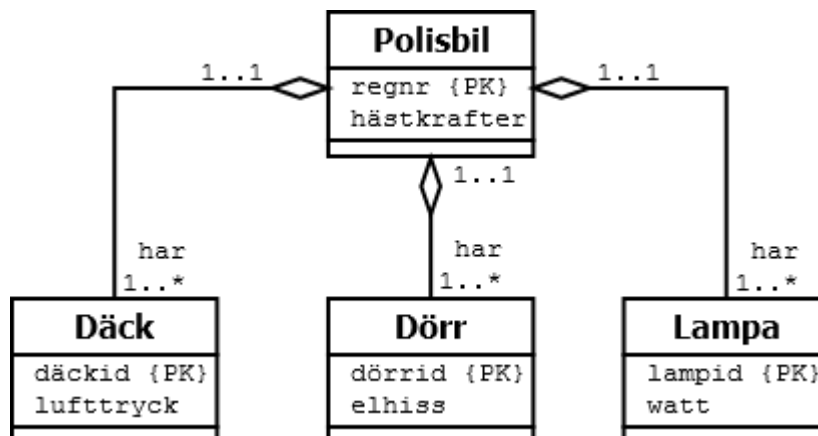 Polisbil
regnr {PK}
hästkrafter
1..1
1..1
1..1
har
1..*
har
1..*
har
1..*
Däck
däckid {PK}
lufttryck
Dörr
dörrid {PK}
elhiss
Lampa
lampid {PK}
watt